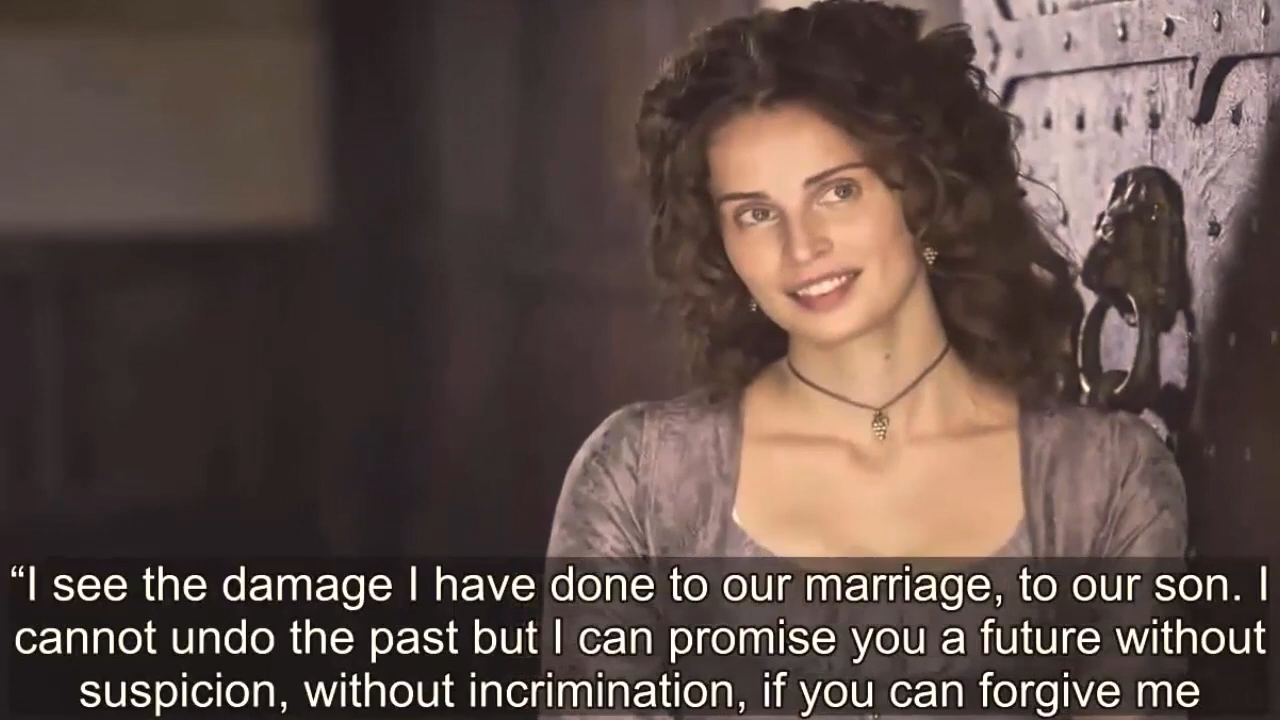 “I see the damage I have done to our marriage, to our son. I
cannot undo the past but I can promise you a future without
suspicion, without incrimination, if you can forgive me